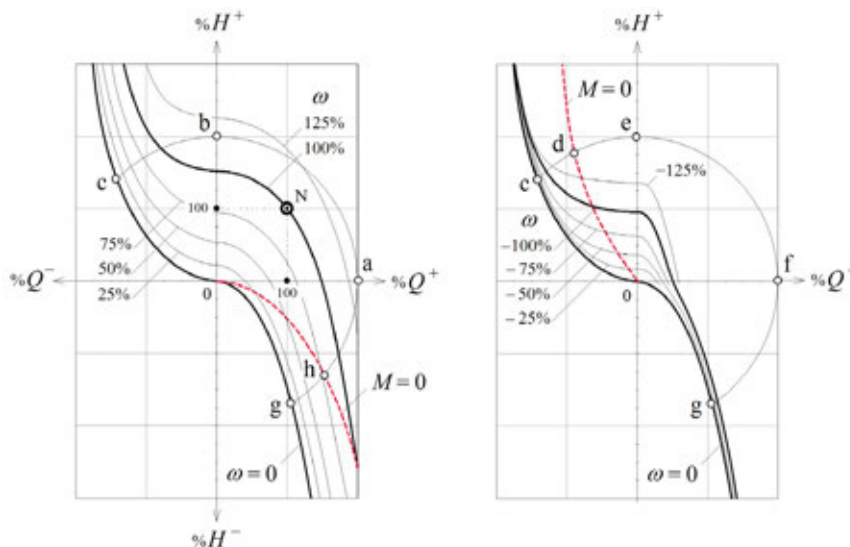 %H⁺
%H⁺
ω
M = 0
125%
b
e
100%
d
−125%
c
N
c
100
ω
75%
−100%
50%
a
−75%
f
%Q⁻
25%
%Q⁺
−50%
%Q⁺
0
100
−25%
0
h
M = 0
g
g
ω = 0
ω = 0
%H⁻